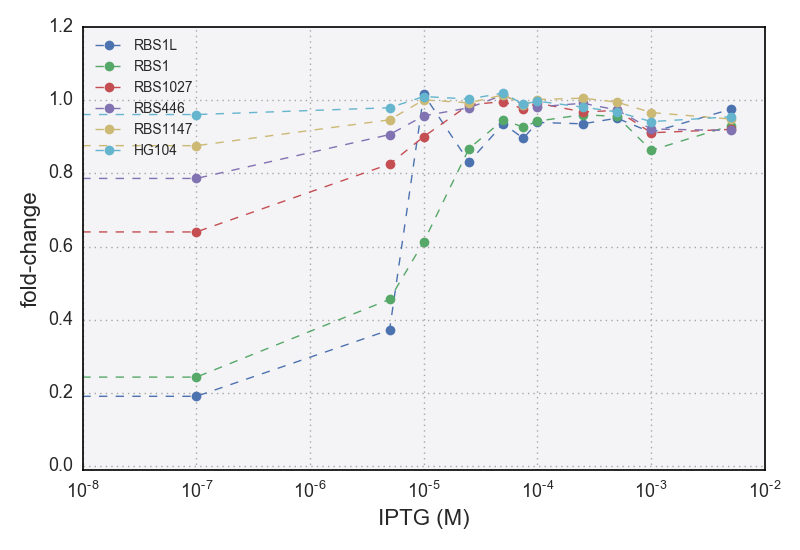 1.2
1.0
0.8
0.6
0.4
0.2
0.0
fold-change
RBS1L
RBS1
RBS1027
RBS446
RBS1147
HG104
10^-8 10^-7 10^-6 10^-5 10^-4 10^-3 10^-2
IPTG (M)